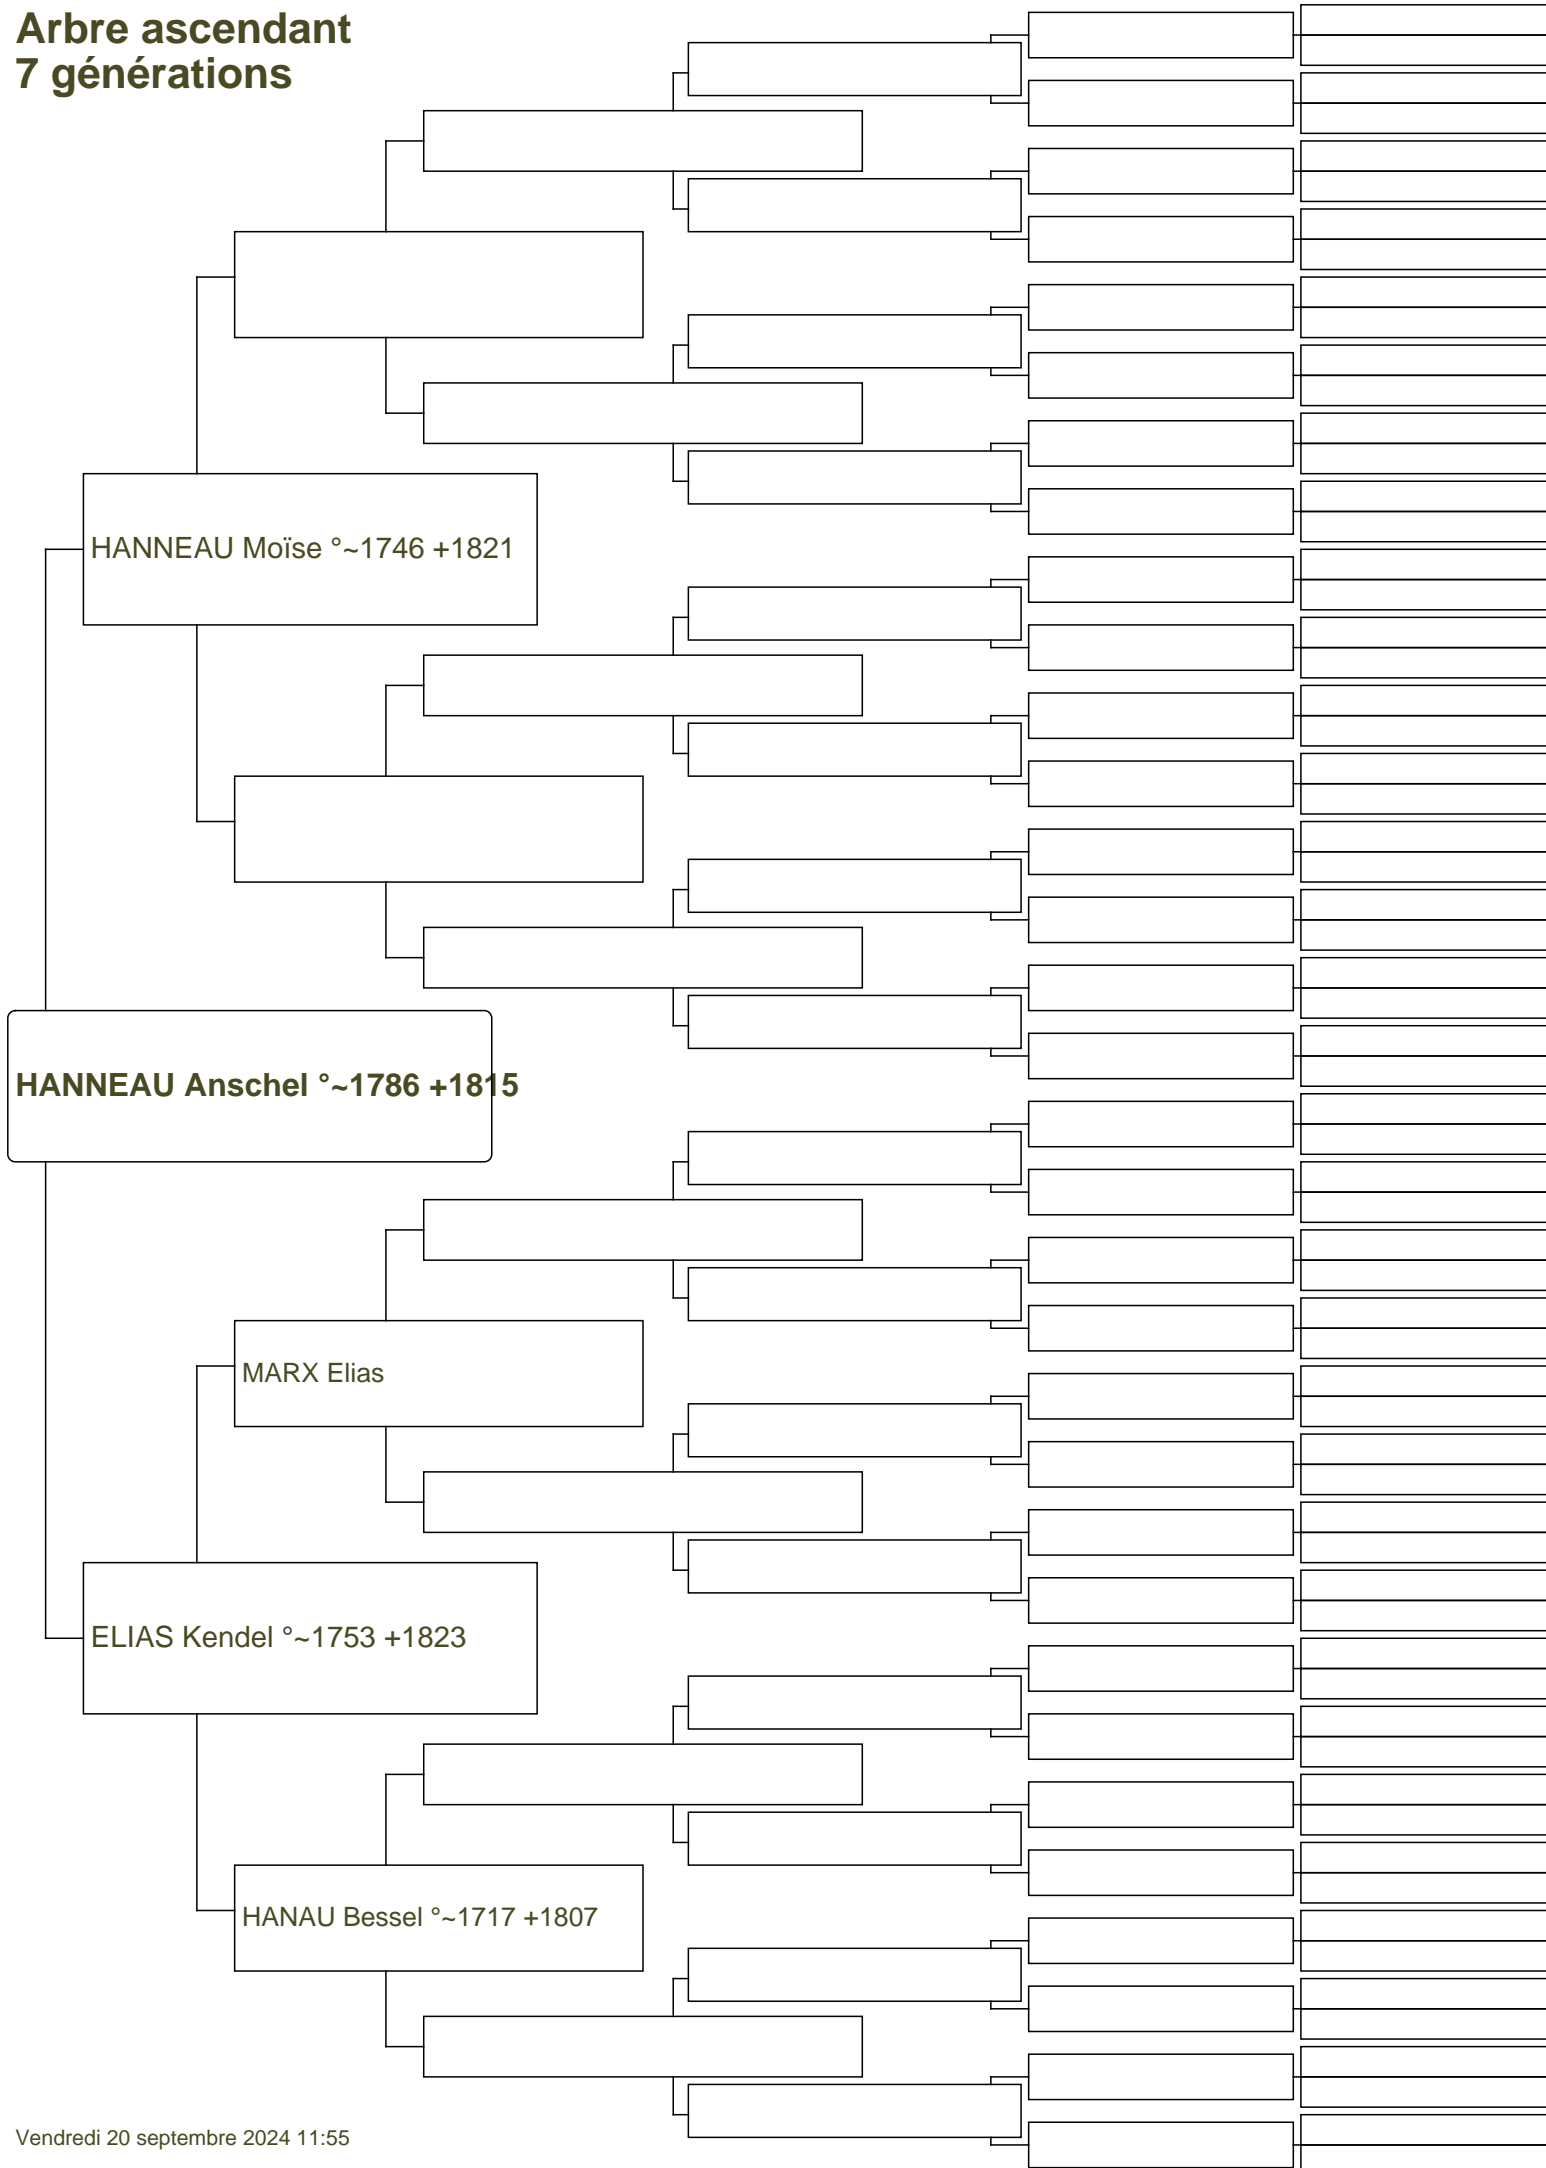 Arbre ascendant
7 générations
HANNEAU Moïse °~1746 +1821
HANNEAU Anschel °~1786 +1815
MARX Elias
ELIAS Kendel °~1753 +1823
HANAU Bessel °~1717 +1807
Vendredi 20 septembre 2024 11:55